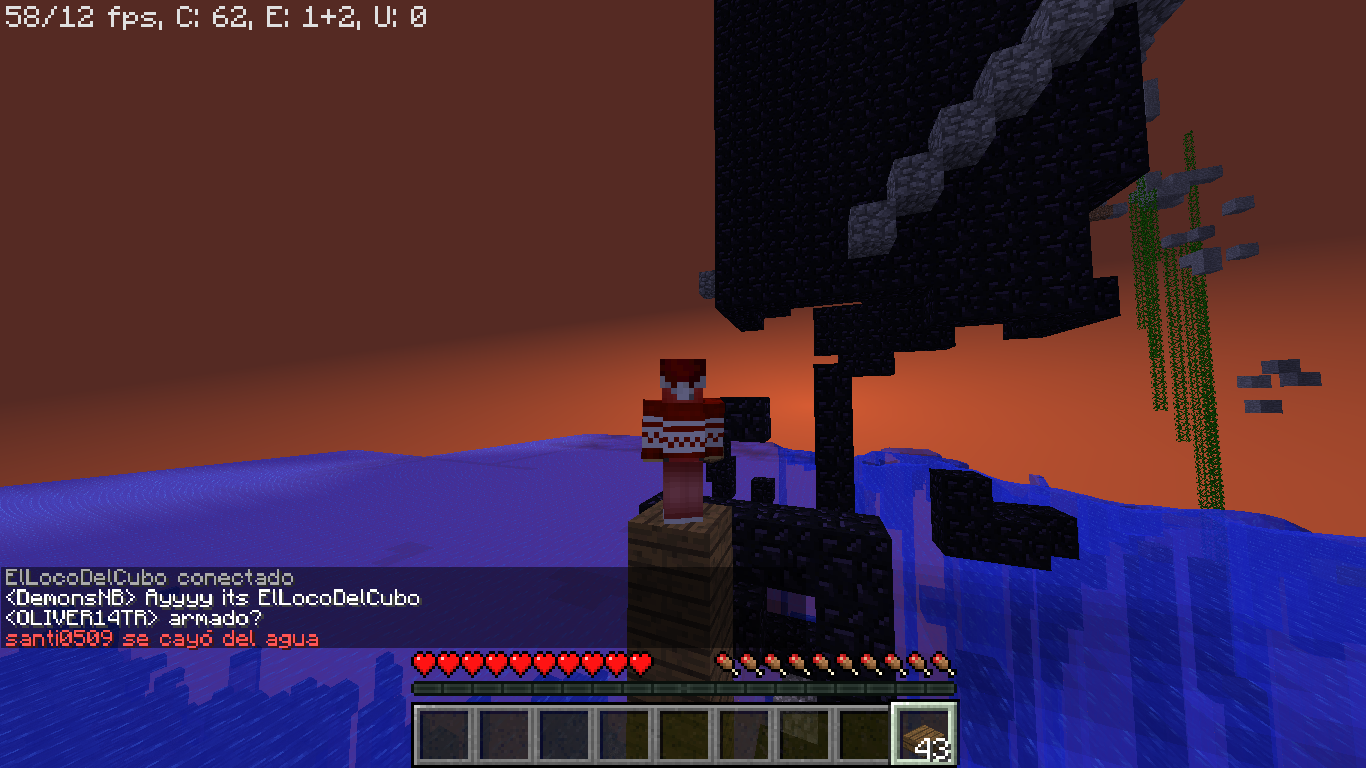 58/12 fps, C: 62, E: 1+2, U: 0
ElLocoDelCubo conectado
<DemonsNB> Ayyyy its ElLocoDelCubo
<OLIVER14TR> armado?
santi0509 se cayó del agua
43